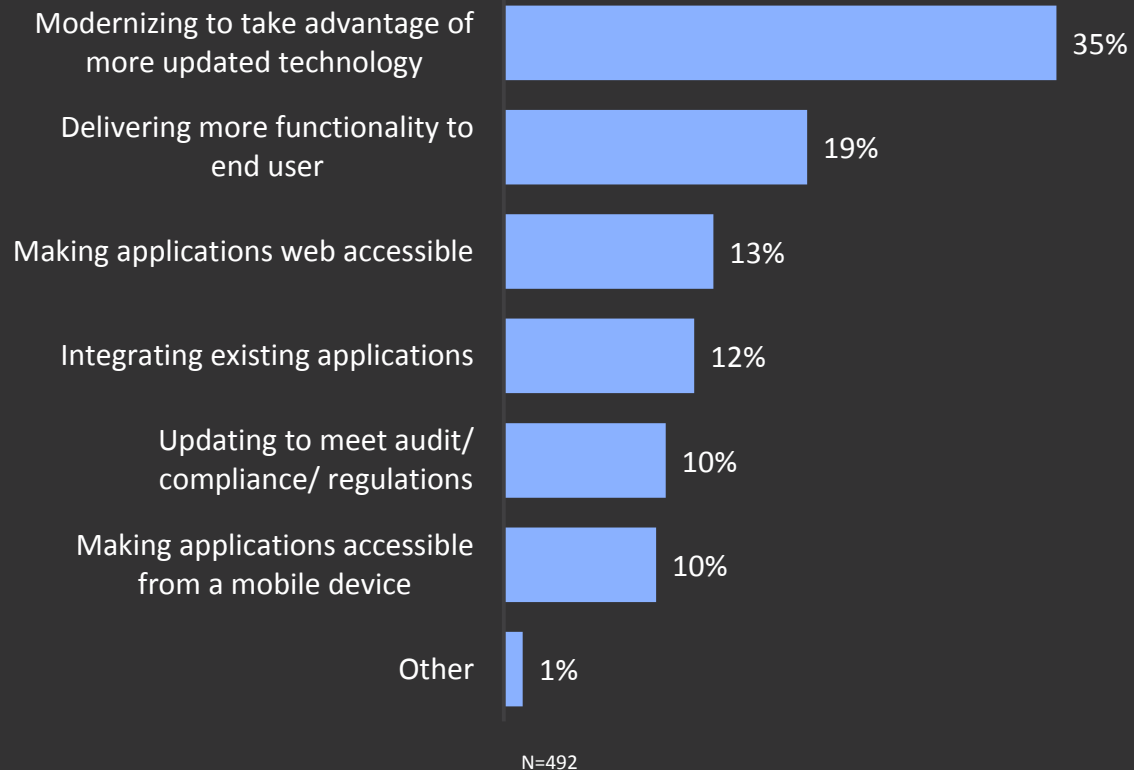 Modernizing to take advantage of
more updated technology
35%
Delivering more functionality to
end user
19%
Making applications web accessible
13%
Integrating existing applications
12%
Updating to meet audit/
compliance/ regulations
10%
Making applications accessible
from a mobile device
10%
Other
1%
N=492